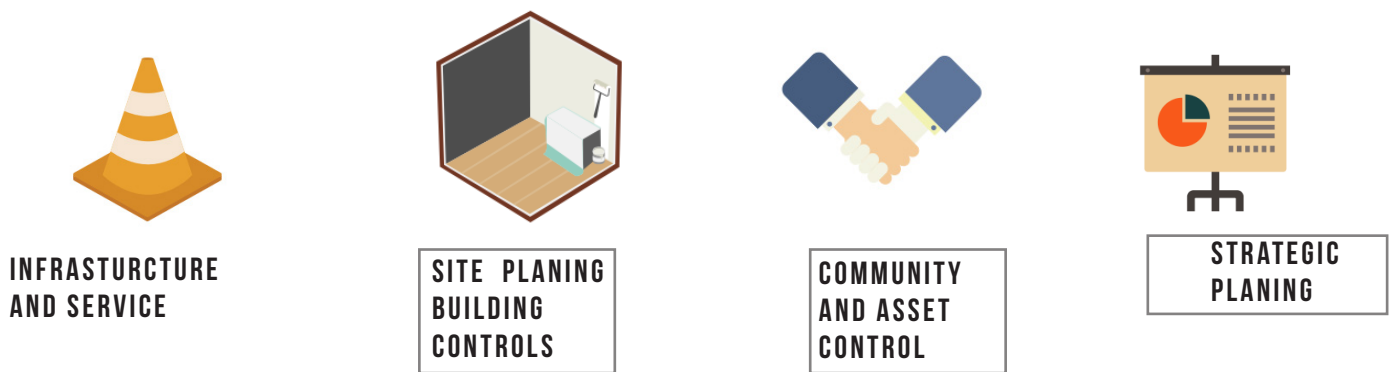 INFRASTURCTURE
AND SERVICE
SITE PLANING
BUILDING
CONTROLS
COMMUNITY
AND ASSET
CONTROL
STRATEGIC
PLANING